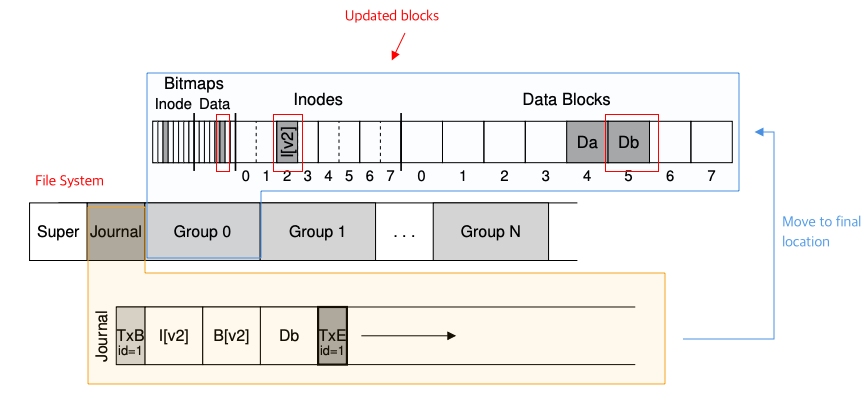 Updated blocks
Bitmaps
Inode Data
Inodes
Data Blocks
I[v2]
Da
Db
0 1 2 3 4 5 6 7 0 1 2 3 4 5 6 7
File System
Super
Journal
Group 0
Group 1
. . .
Group N
Move to final
location
Journal
TxB
id=1
I[v2]
B[v2]
Db
TxE
id=1